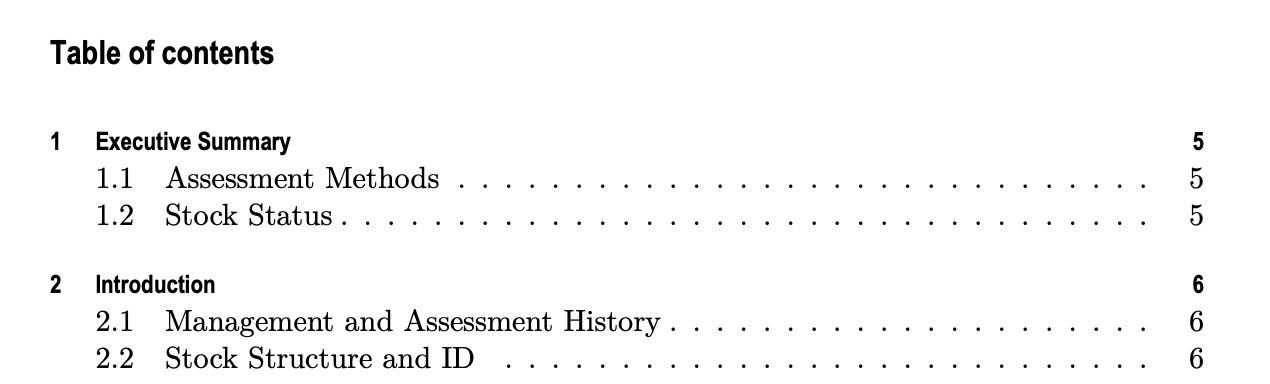 Table of contents
1 Executive Summary 5
1.1 Assessment Methods . . . . . . . . . . . . . . . . . . . . . . . . . . . . . . 5
1.2 Stock Status . . . . . . . . . . . . . . . . . . . . . . . . . . . . . . . . . . . 5
2 Introduction 6
2.1 Management and Assessment History . . . . . . . . . . . . . . . . . . . . . 6
2.2 Stock Structure and ID . . . . . . . . . . . . . . . . . . . . . . . . . . . . 6